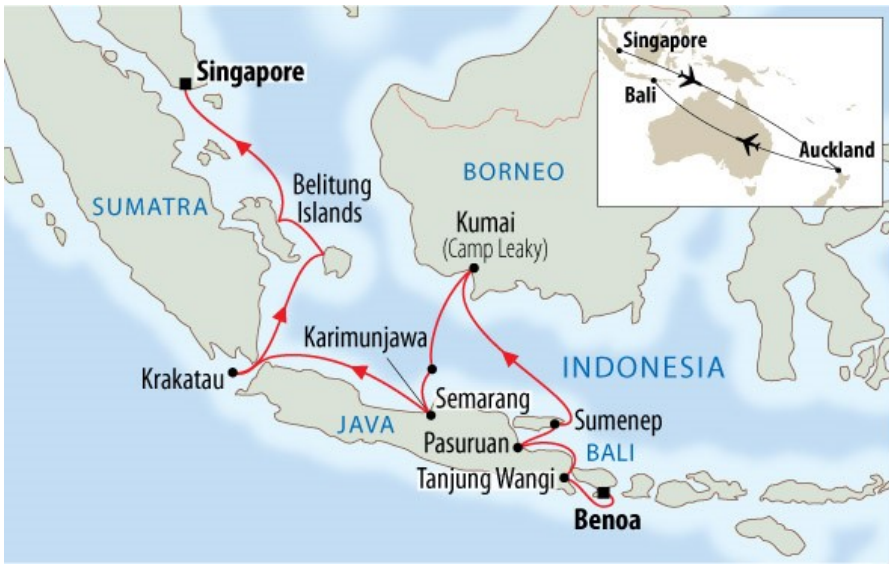 Singapore
Belitung
Islands
SUMATRA
BORNEO
Kumai
(Camp Leaky)
Karimunjawa
INDONESIA
Krakatau
Semarang
JAVA
Sumenep
Pasuruan
BALI
Tanjung Wangi
Benoa
Singapore
Bali
Auckland